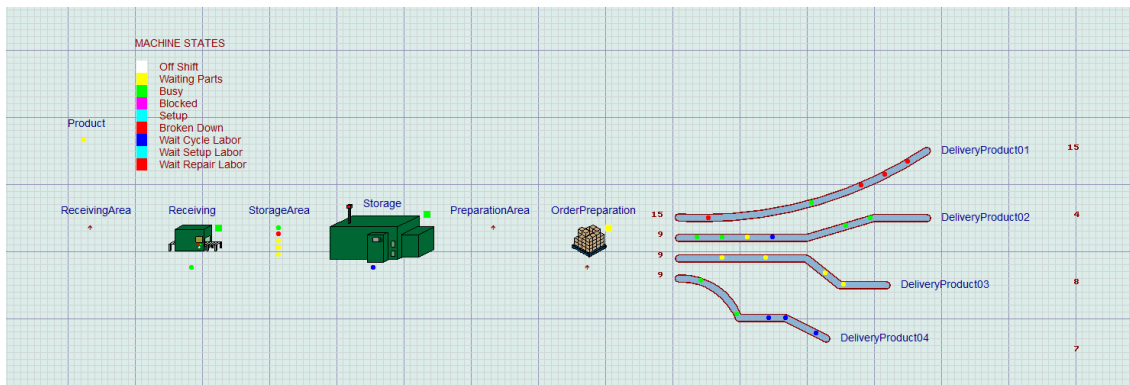 MACHINE STATES
Off Shift
Waiting Parts
Busy
Blocked
Setup
Broken Down
Wait Cycle Labor
Wait Setup Labor
Wait Repair Labor
Product
DeliveryProduct01
15
ReceivingArea
Receiving
StorageArea
Storage
PreparationArea
OrderPreparation
15
DeliveryProduct02
4
9
9
DeliveryProduct03
8
9
DeliveryProduct04
7